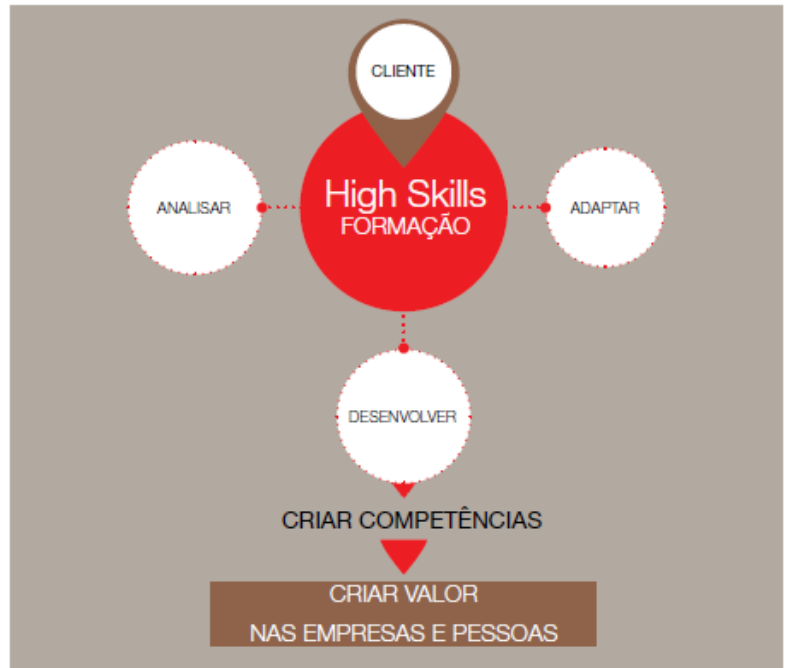 CLIENTE
High Skills
FORMAÇÃO
ANALISAR
ADAPTAR
DESENVOLVER
CRIAR COMPETÊNCIAS
CRIAR VALOR
NAS EMPRESAS E PESSOAS